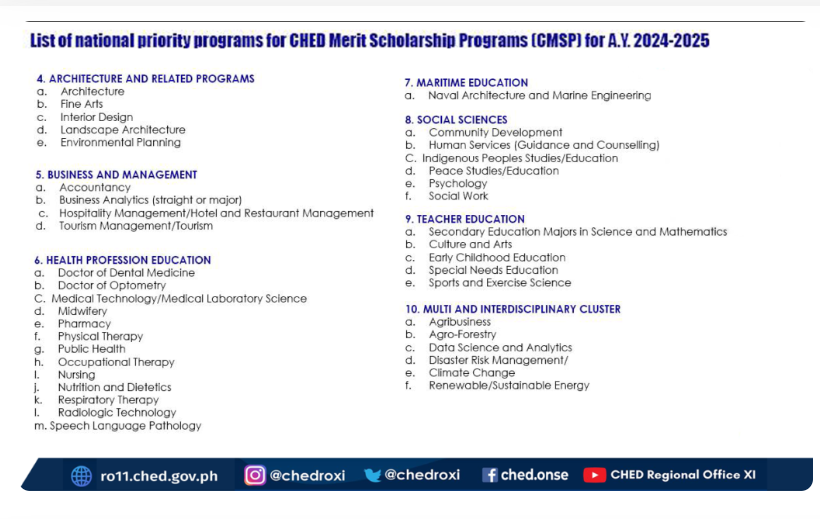 List of national priority programs for CHED Merit Scholarship Programs (CMSP) for A.Y. 2024-2025
4. ARCHITECTURE AND RELATED PROGRAMS
a. Architecture
b. Fine Arts
c. Interior Design
d. Landscape Architecture
e. Environmental Planning
5. BUSINESS AND MANAGEMENT
a. Accountancy
b. Business Analytics (straight or major)
c. Hospitality Management/Hotel and Restaurant Management
d. Tourism Management/Tourism
6. HEALTH PROFESSION EDUCATION
a. Doctor of Dental Medicine
b. Doctor of Optometry
C. Medical Technology/Medical Laboratory Science
d. Midwifery
e. Pharmacy
f. Physical Therapy
g. Public Health
h. Occupational Therapy
I. Nursing
j. Nutrition and Dietetics
k. Respiratory Therapy
l. Radiologic Technology
m. Speech Language Pathology
7. MARITIME EDUCATION
a. Naval Architecture and Marine Engineering
8. SOCIAL SCIENCES
a. Community Development
b. Human Services (Guidance and Counselling)
C. Indigenous Peoples Studies/Education
d. Peace Studies/Education
e. Psychology
f. Social Work
9. TEACHER EDUCATION
a. Secondary Education Majors in Science and Mathematics
b. Culture and Arts
c. Early Childhood Education
d. Special Needs Education
e. Sports and Exercise Science
10. MULTI AND INTERDISCIPLINARY CLUSTER
a. Agribusiness
b. Agro-Forestry
c. Data Science and Analytics
d. Disaster Risk Management/
e. Climate Change
f. Renewable/Sustainable Energy
ro11.ched.gov.ph @chedroxi @chedroxi ched.onse CHED Regional Office XI